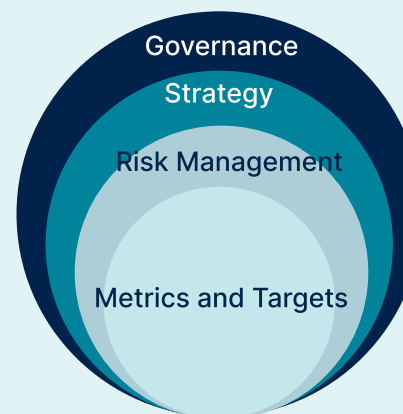 Governance
Strategy
Risk Management
Metrics and Targets